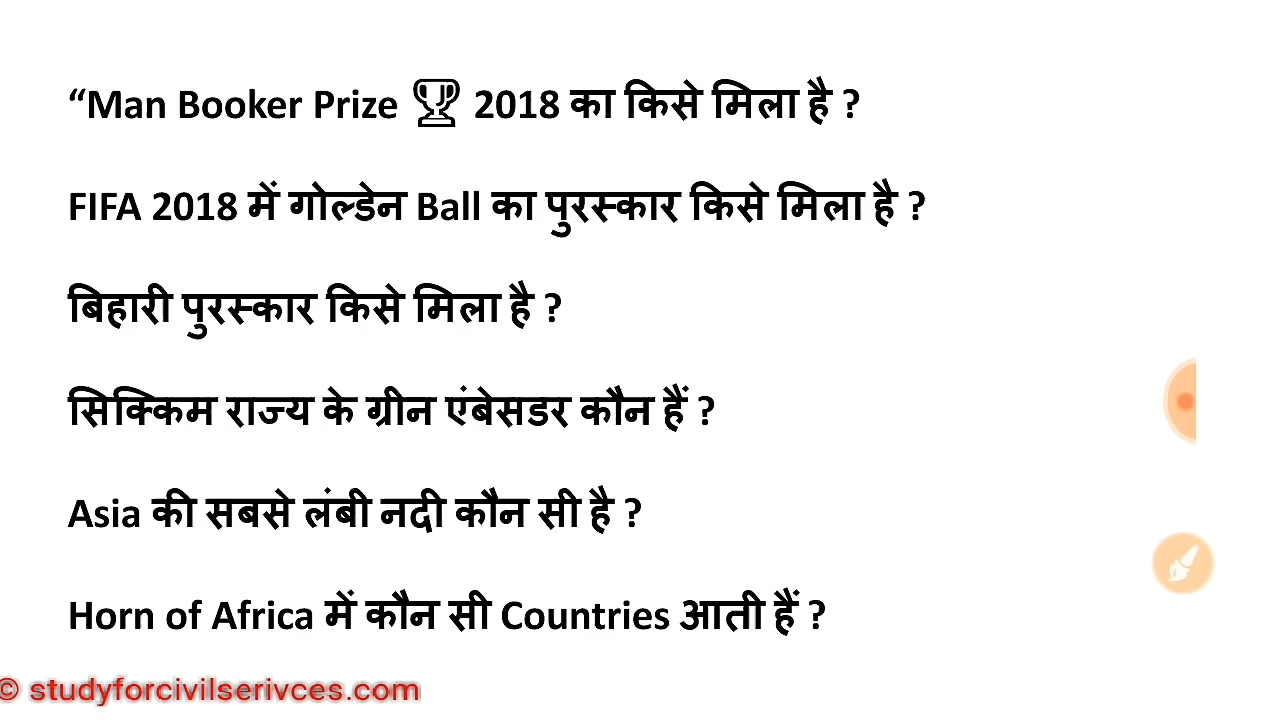 “Man Booker Prize 🏆 2018 का किसे मिला है ?
FIFA 2018 में गोल्डेन Ball का पुरस्कार किसे मिला है ?
बिहारी पुरस्कार किसे मिला है ?
सिक्किम राज्य के ग्रीन एंबेसडर कौन हैं ?
Asia की सबसे लंबी नदी कौन सी है ?
Horn of Africa में कौन सी Countries आती हैं ?
© studyforcivilserivces.com